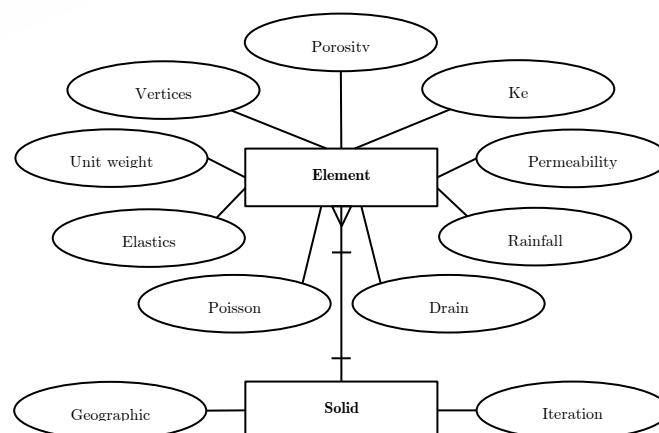 Porosity
Vertices
Ke
Unit weight
Element
Permeability
Elastics
Rainfall
Poisson
Drain
Geographic
Solid
Iteration